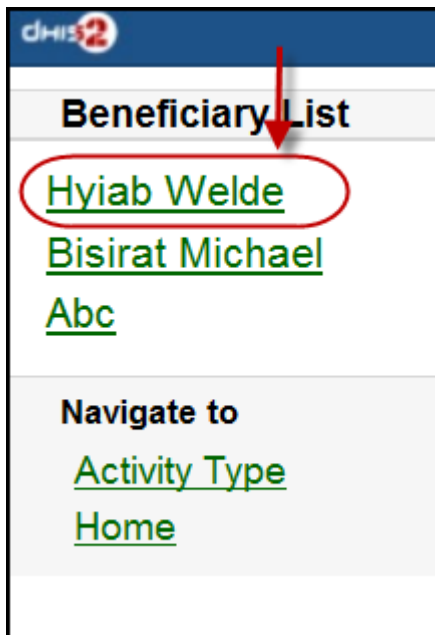 dHIS2
Beneficiary List
Hyiab Welde
Bisirat Michael
Abc
Navigate to
Activity Type
Home